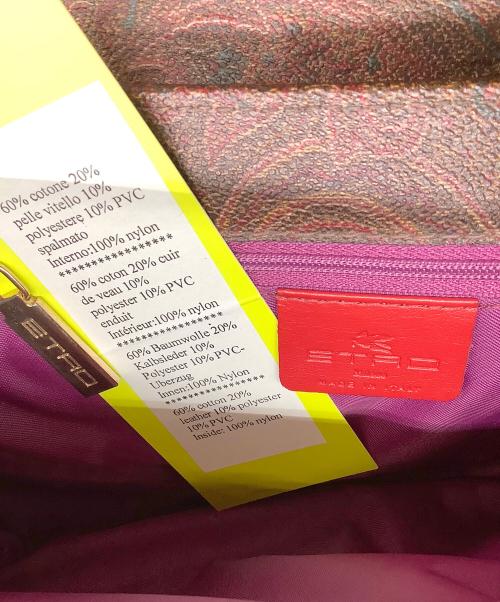 60% cotone 20%
pelle vitello 10%
polyestere 10% PVC
spalmato
Interno:100% nylon
*****************
60% coton 20% cuir
de veau 10%
polyester 10% PVC
enduit
Intérieur:100% nylon
*****************
60% Baumwolle 20%
Kalbsleder 10%
Polyester 10% PVC-
Uberzug
Innen:100% Nylon
*****************
60% cotton 20%
leather 10% polyester
10% PVC
Inside: 100% nylon
ETRO
ETRO
MILANO
MADE IN ITALY